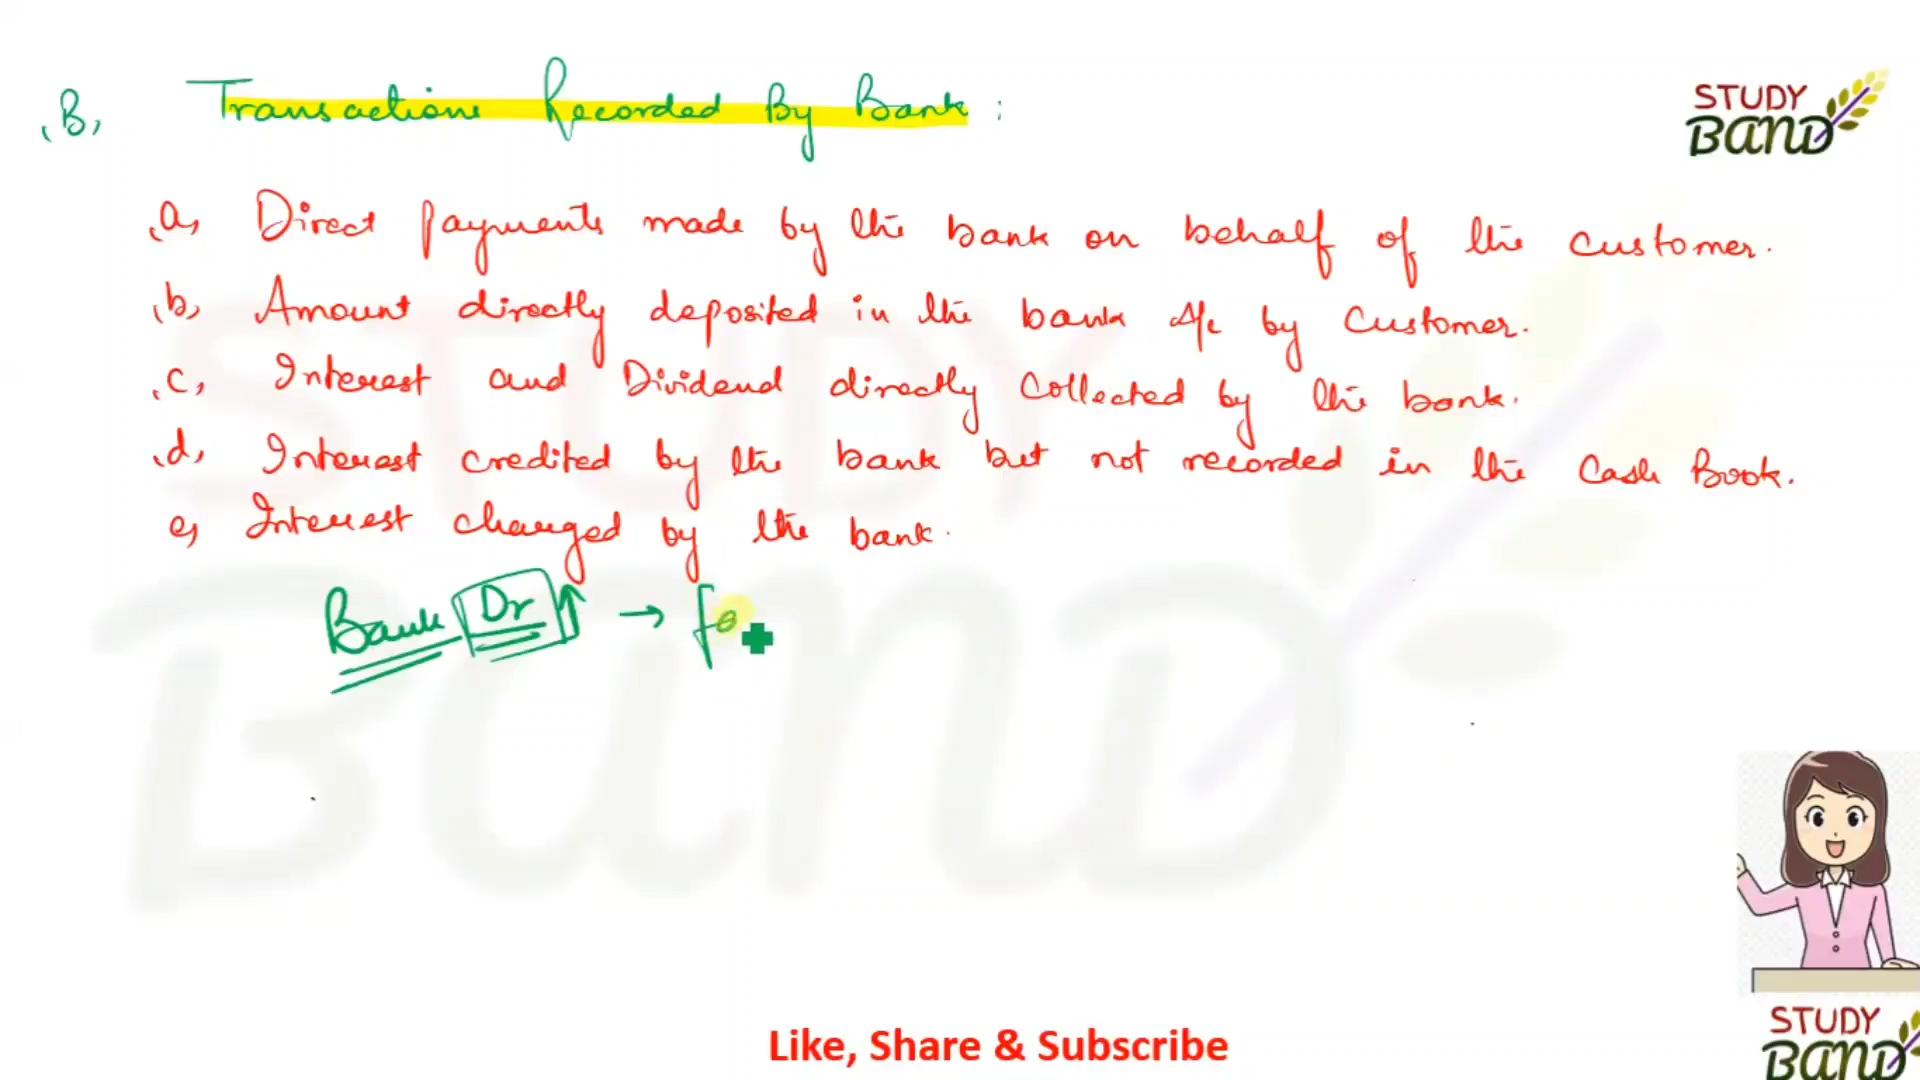 (B) Transactions Recorded By Bank :
STUDY
BAND
(a) Direct payments made by the bank on behalf of the customer.
(b) Amount directly deposited in the bank A/c by customer.
(c) Interest and Dividend directly collected by the bank.
(d) Interest credited by the bank but not recorded in the Cash Book.
e) Interest charged by the bank.
Bank Dr ↑ →
STUDY
BAND
Like, Share & Subscribe
STUDY
BAND